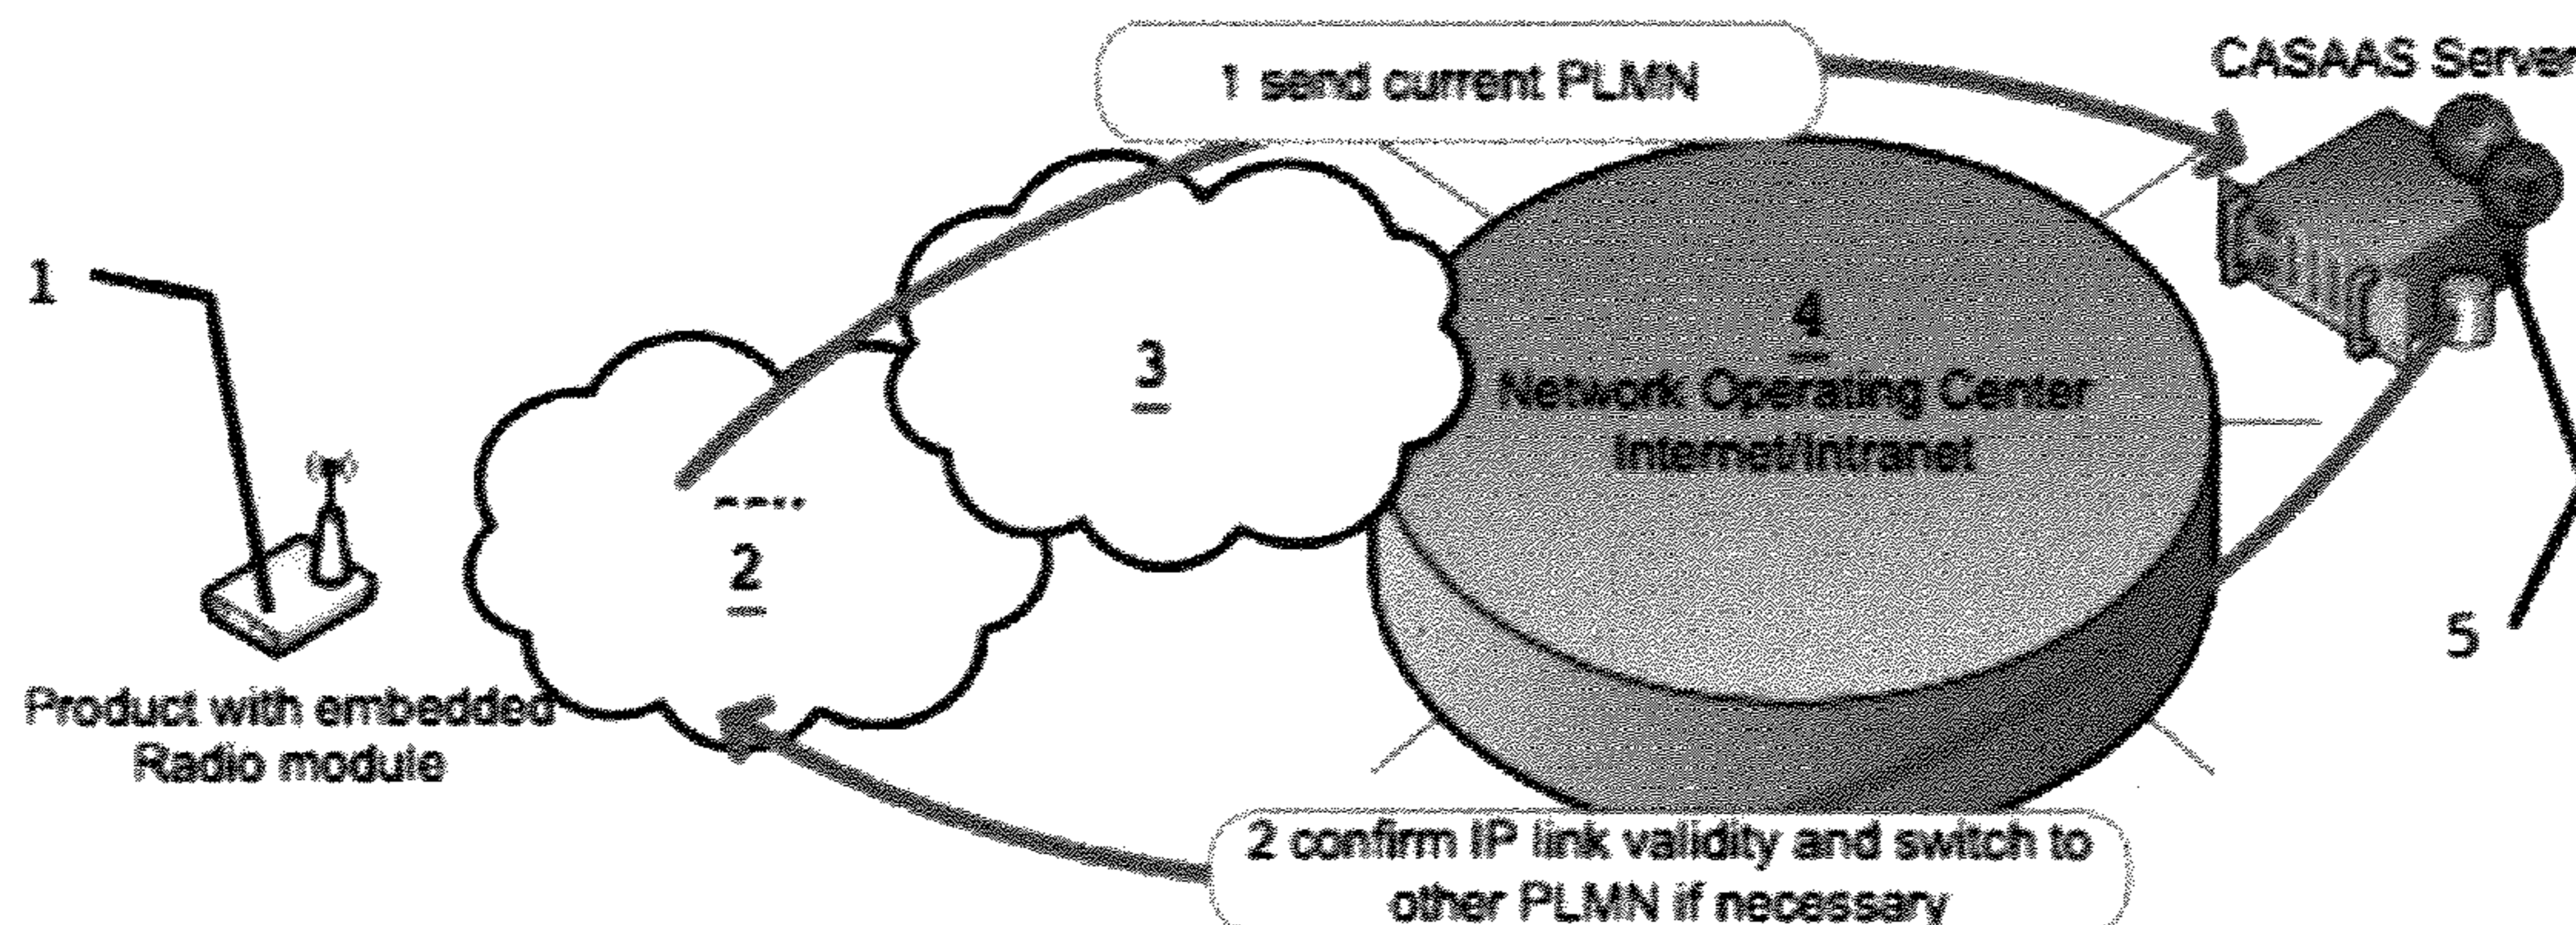 1 send current PLMN
CASAAS Server
1
3
4
Network Operating Center
Internet/Intranet
2
5
Product with embedded
Radio module
2 confirm IP link validity and switch to
other PLMN if necessary